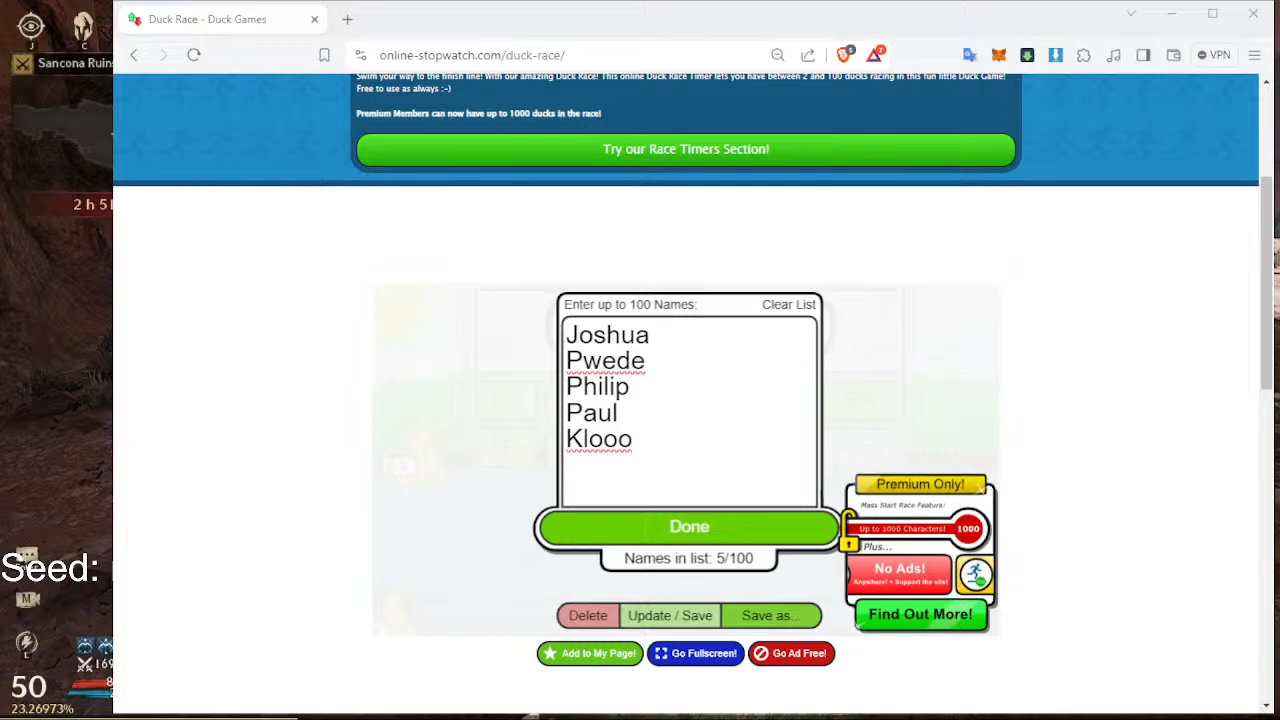 Duck Race - Duck Games
J
C
Sancona Ruins
online-stopwatch.com/duck-race/
VPN
Swim your way to the finish line! With our amazing Duck Race! This online Duck Race Timer lets you have between 2 and 100 ducks racing in this fun little Duck Game!
Free to use as always :-)
Premium Members can now have up to 1000 ducks in the race!
Try our Race Timers Section!
2 h 5
Enter up to 100 Names:
Clear List
Joshua
Pwede
Philip
Paul
Klooo
Done
Names in list: 5/100
Premium Only!
Mass Start Race Feature:
Up to 1000 Characters!
1000
Plus...
No Ads!
Anywhere! + Support the site!
Find Out More!
Delete
Update / Save
Save as...
Add to My Page!
Go Fullscreen!
Go Ad Free!
Seed:
M
L
169
50
23.26973%